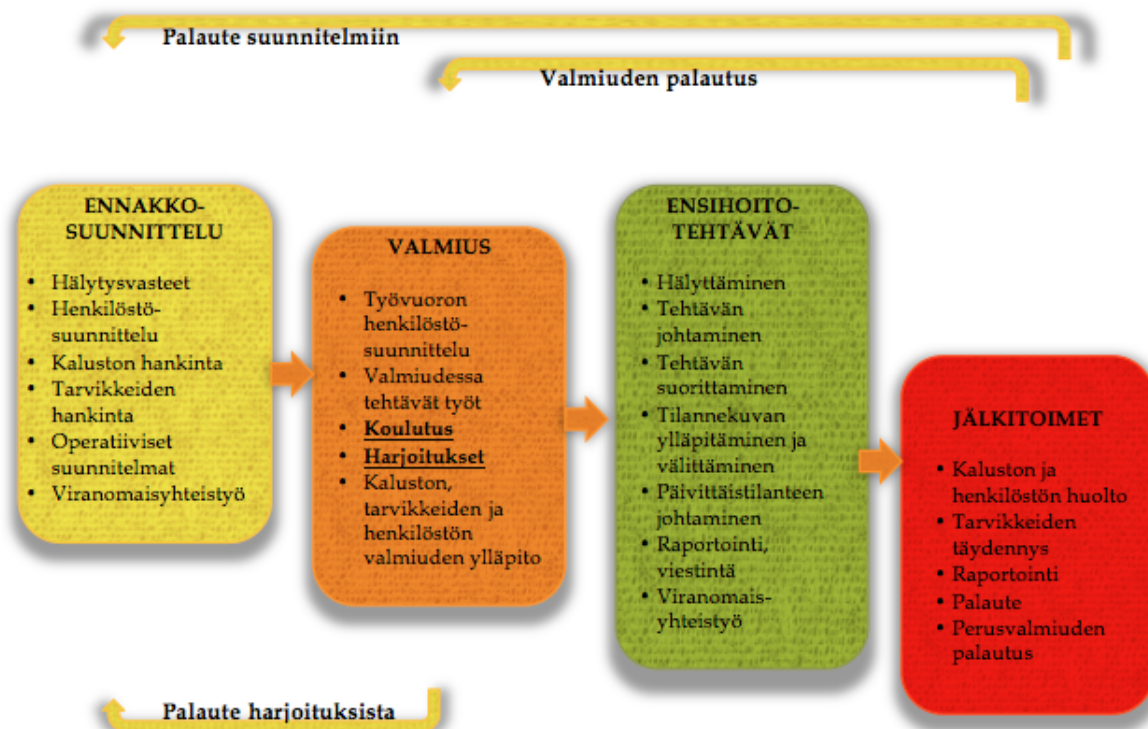 Palaute suunnitelmiin
Valmiuden palautus
ENNAKKO-
SUUNNITTELU
• Hälytysvasteet
• Henkilöstö-
suunnittelu
• Kaluston hankinta
• Tarvikkeiden
hankinta
• Operatiiviset
suunnitelmat
• Viranomaisyhteistyö
VALMIUS
• Työvuoron
henkilöstö-
suunnittelu
• Valmiudessa
tehtävät työt
• Koulutus
• Harjoitukset
• Kaluston,
tarvikkeiden ja
henkilöstön
valmiuden ylläpito
ENSIHOITO-
TEHTÄVÄT
• Hälyttäminen
• Tehtävän
johtaminen
• Tehtävän
suorittaminen
• Tilannekuvan
ylläpitäminen ja
välittäminen
• Päivittäistilanteen
johtaminen
• Raportointi,
viestintä
• Viranomais-
yhteistyö
JÄLKITOIMET
• Kaluston ja
henkilöstön huolto
• Tarvikkeiden
täydennys
• Raportointi
• Palaute
• Perusvalmiuden
palautus
Palaute harjoituksista